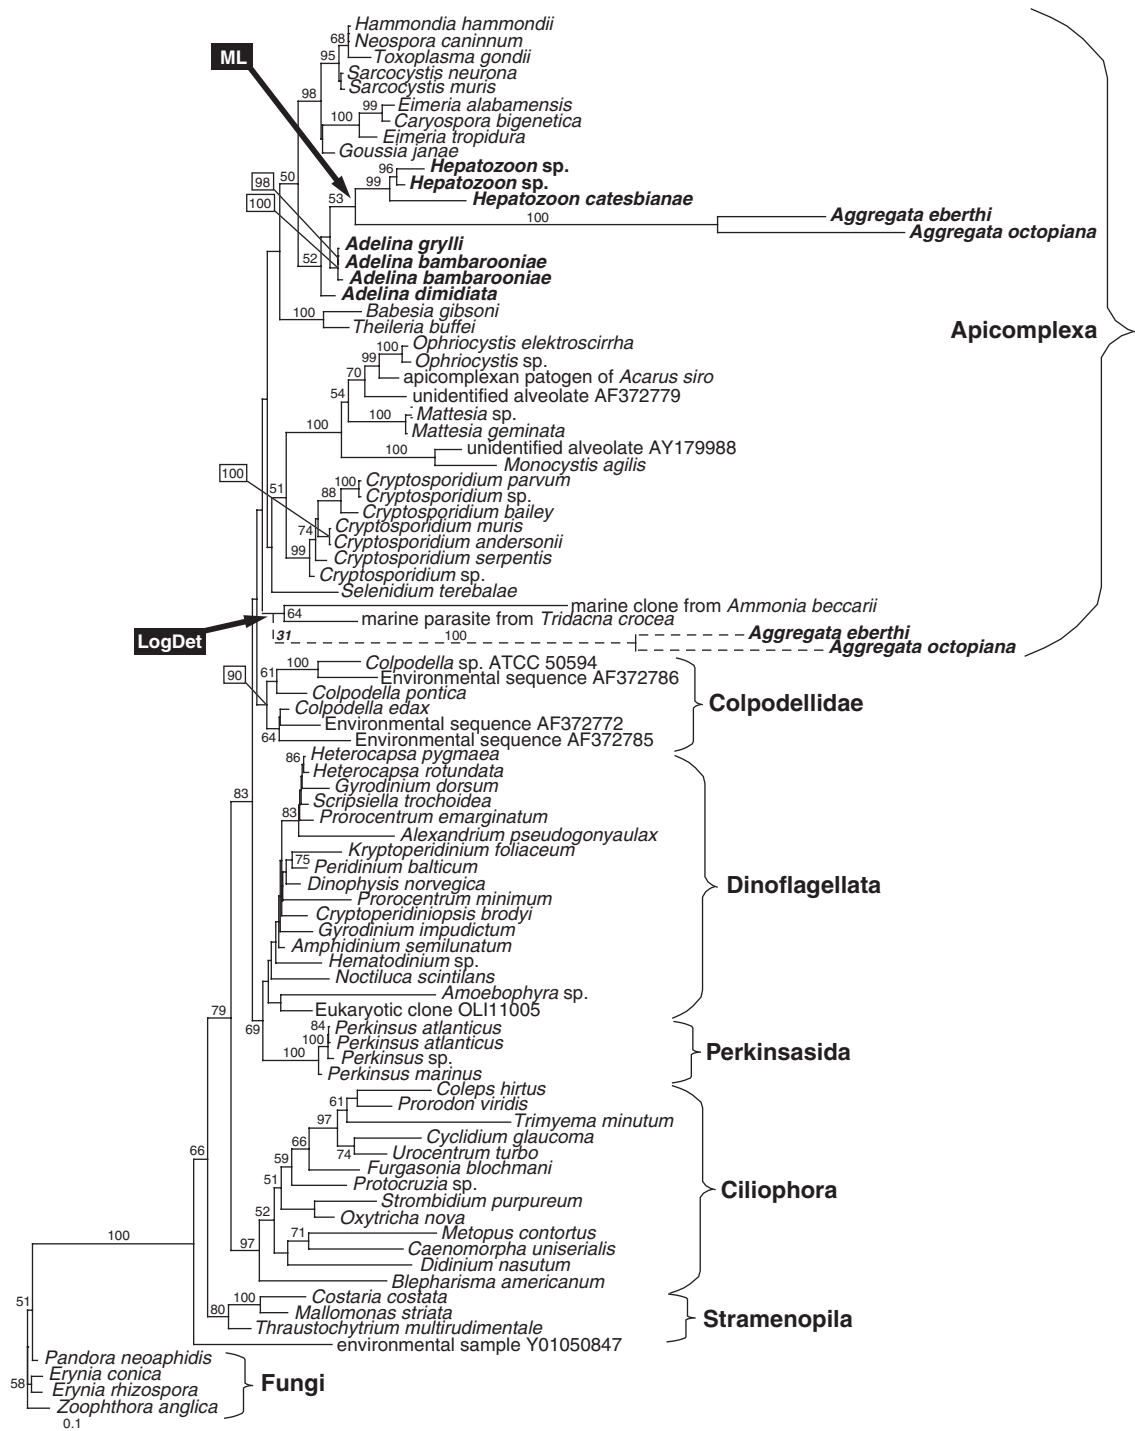 Hammondia hammondii
68
Neospora caninnum
ML
95
Toxoplasma gondii
Sarcocystis neurona
Sarcocystis muris
98
99
Eimeria alabamensis
100
Caryospora bigenetica
Eimeria tropidura
Goussia janae
96
Hepatozoon sp.
98
50
99
Hepatozoon sp.
100
53
Hepatozoon catesbianae
100
Aggregata eberthi
Aggregata octopiana
Adelina grylli
52
Adelina bambarooniae
Adelina bambarooniae
Adelina dimidiata
100
Babesia gibsoni
Theileria buffei
Apicomplexa
100
Ophriocystis elektroscirrha
99
Ophriocystis sp.
70
apicomplexan patogen of Acarus siro
54
unidentified alveolate AF372779
100
Mattesia sp.
100
Mattesia geminata
100
unidentified alveolate AY179988
Monocystis agilis
100
100
Cryptosporidium parvum
51
88
Cryptosporidium sp.
Cryptosporidium bailey
74
Cryptosporidium muris
Cryptosporidium andersonii
99
Cryptosporidium serpentis
Cryptosporidium sp.
Selenidium terebalae
marine clone from Ammonia beccarii
64
marine parasite from Tridacna crocea
LogDet
31
100
Aggregata eberthi
Aggregata octopiana
90
61
100
Colpodella sp. ATCC 50594
Environmental sequence AF372786
Colpodella pontica
Colpodella edax
Colpodellidae
Environmental sequence AF372772
64
Environmental sequence AF372785
86
Heterocapsa pygmaea
Heterocapsa rotundata
Gyrodinium dorsum
83
Scripsiella trochoidea
83
Prorocentrum emarginatum
Alexandrium pseudogonyaulax
Kryptoperidinium foliaceum
75
Peridinium balticum
Dinophysis norvegica
Dinoflagellata
Prorocentrum minimum
Cryptoperidiniopsis brodyi
Gyrodinium impudictum
Amphidinium semilunatum
Hematodinium sp.
Noctiluca scintilans
Amoebophyra sp.
79
Eukaryotic clone OLI11005
69
84
Perkinsus atlanticus
100
Perkinsus atlanticus
100
Perkinsus sp.
Perkinsasida
Perkinsus marinus
Coleps hirtus
61
Prorodon viridis
97
Trimyema minutum
Cyclidium glaucoma
66
74
Urocentrum turbo
66
59
Furgasonia blochmani
51
Protocruzia sp.
Ciliophora
Strombidium purpureum
52
Oxytricha nova
100
97
71
Metopus contortus
Caenomorpha uniserialis
Didinium nasutum
Blepharisma americanum
51
80
100
Costaria costata
Mallomonas striata
Thraustochytrium multirudimentale
Stramenopila
environmental sample Y01050847
Pandora neoaphidis
Erynia conica
58
Erynia rhizospora
Fungi
Zoophthora anglica
0.1